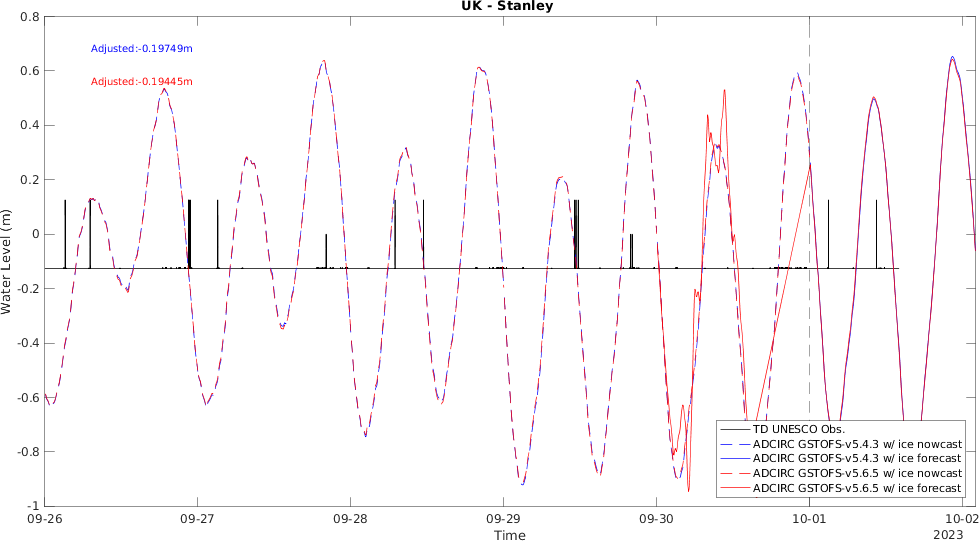 UK - Stanley
Adjusted:-0.19749m
Adjusted:-0.19445m
Water Level (m)
0.8
0.6
0.4
0.2
0
-0.2
-0.4
-0.6
-0.8
-1
TD UNESCO Obs.
ADCIRC GSTOFS-v5.4.3 w/ ice nowcast
ADCIRC GSTOFS-v5.4.3 w/ ice forecast
ADCIRC GSTOFS-v5.6.5 w/ ice nowcast
ADCIRC GSTOFS-v5.6.5 w/ ice forecast
09-26 09-27 09-28 09-29 09-30 10-01 10-02
Time
2023